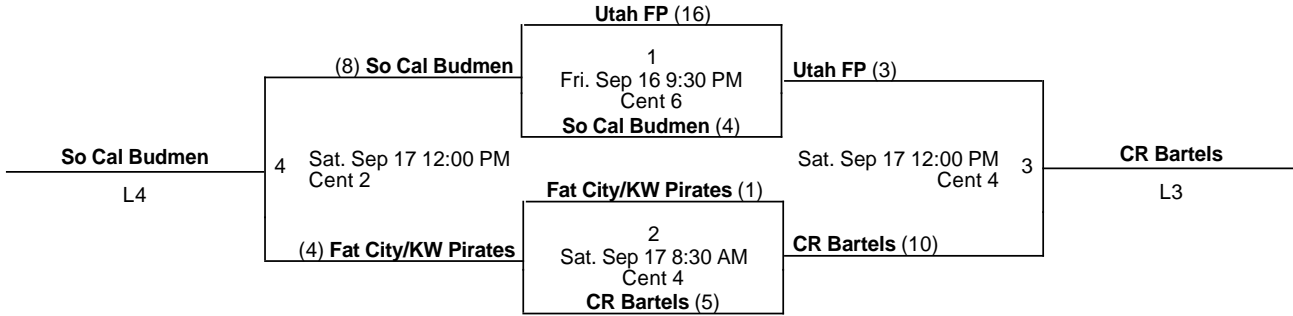 Utah FP (16)
(8) So Cal Budmen
1
Fri. Sep 16 9:30 PM
Cent 6
Utah FP (3)
So Cal Budmen (4)
So Cal Budmen
4
Sat. Sep 17 12:00 PM
Cent 2
Sat. Sep 17 12:00 PM
Cent 4
3
CR Bartels
L4
L3
Fat City/KW Pirates (1)
(4) Fat City/KW Pirates
2
Sat. Sep 17 8:30 AM
Cent 4
CR Bartels (10)
CR Bartels (5)